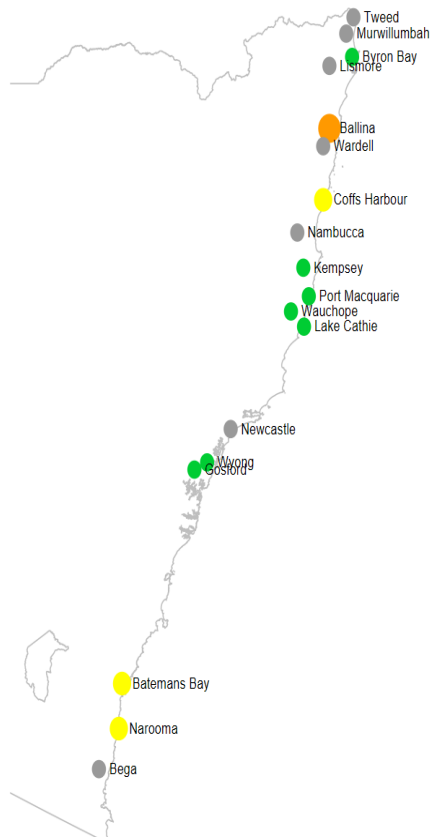 Tweed
Murwillumbah
Byron Bay
Lismore
Ballina
Wardell
Coffs Harbour
Nambucca
Kempsey
Port Macquarie
Wauchope
Lake Cathie
Newcastle
Wyong
Gosford
Batemans Bay
Narooma
Bega